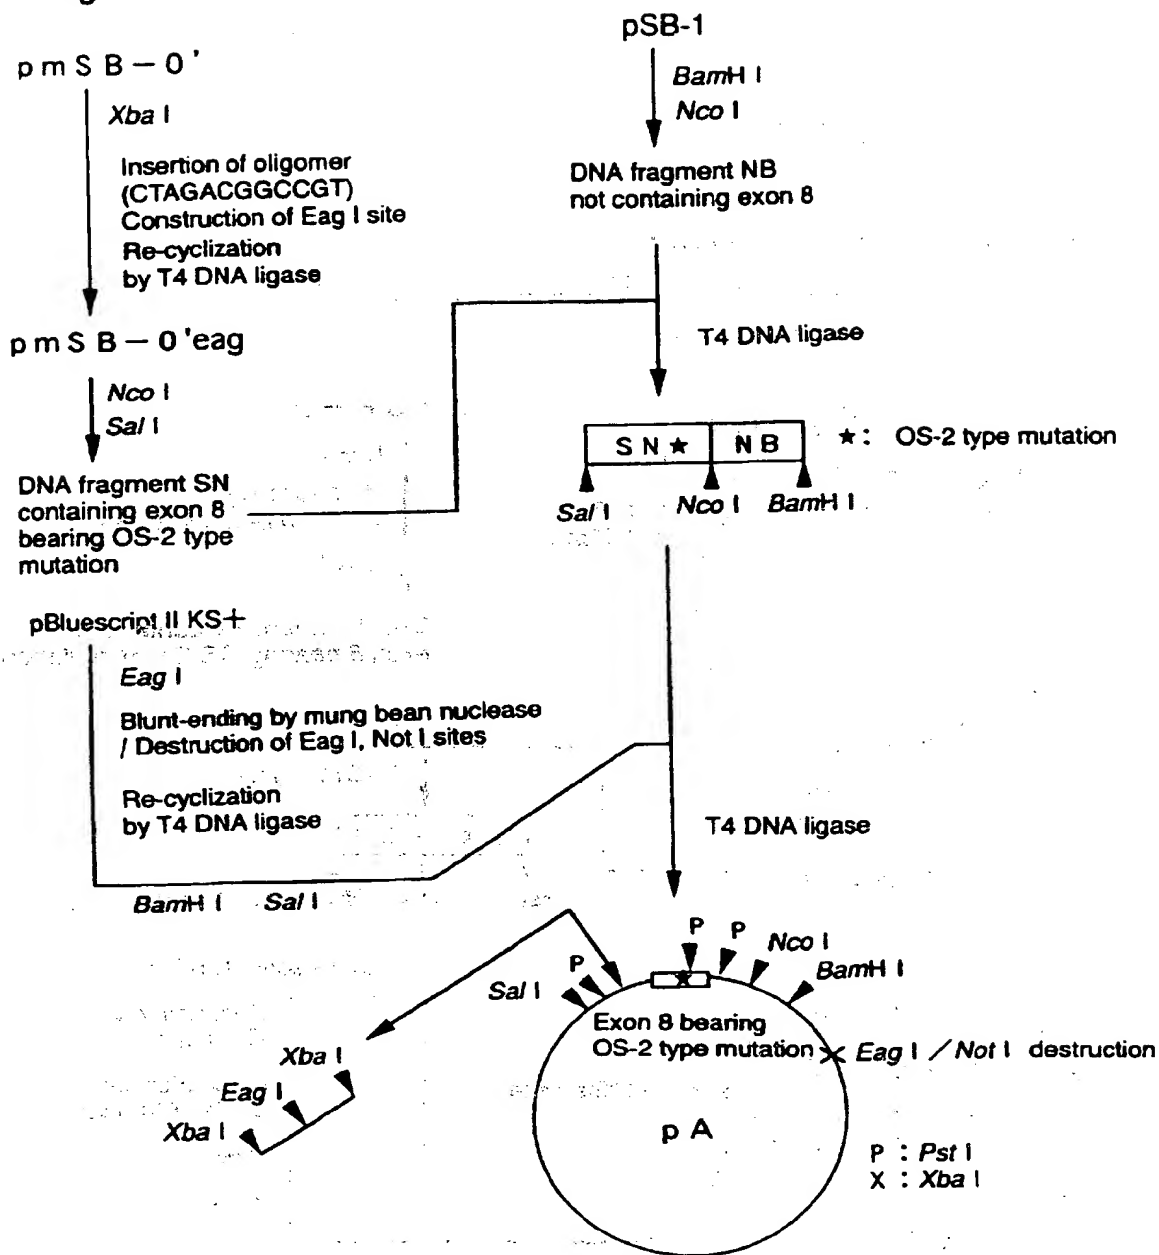 pmSB-0'
Xba I
Insertion of oligomer
(CTAGACGGCCGT)
Construction of Eag I site
Re-cyclization
by T4 DNA ligase
pmSB-0'eag
Nco I
Sal I
DNA fragment SN
containing exon 8
bearing OS-2 type
mutation
pSB-1
BamH I
Nco I
DNA fragment NB
not containing exon 8
T4 DNA ligase
SN★ NB ★: OS-2 type mutation
Sal I Nco I BamH I
pBluescript II KS+
Eag I
Blunt-ending by mung bean nuclease
/ Destruction of Eag I, Not I sites
Re-cyclization
by T4 DNA ligase
BamH I Sal I
T4 DNA ligase
Sal I P P P Nco I BamH I
Exon 8 bearing
OS-2 type mutation
Eag I / Not I destruction
Xba I
Eag I
Xba I
pA
P : Pst I
X : Xba I